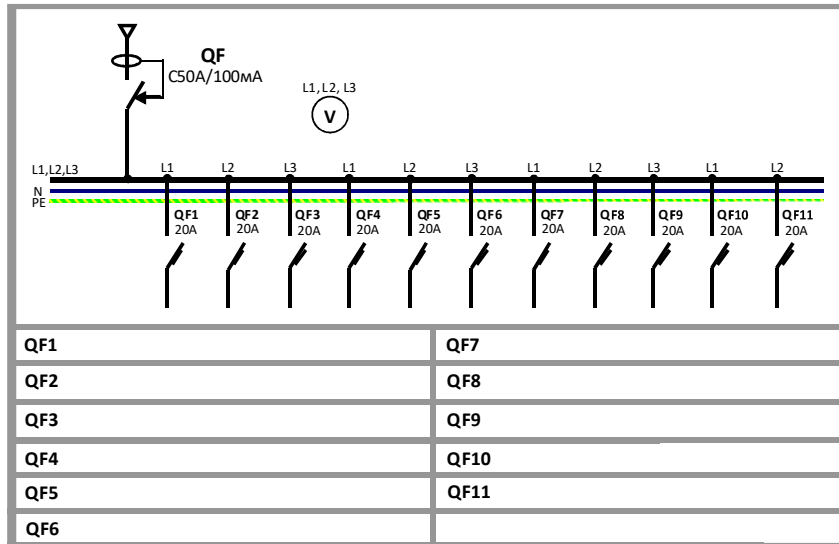 QF
C50A/100мА
L1, L2, L3
V
L1,L2,L3 L1 L2 L3 L1 L2 L3 L1 L2 L3 L1 L2
N
PE
QF1 QF2 QF3 QF4 QF5 QF6 QF7 QF8 QF9 QF10 QF11
20A 20A 20A 20A 20A 20A 20A 20A 20A 20A 20A
QF1 QF7
QF2 QF8
QF3 QF9
QF4 QF10
QF5 QF11
QF6